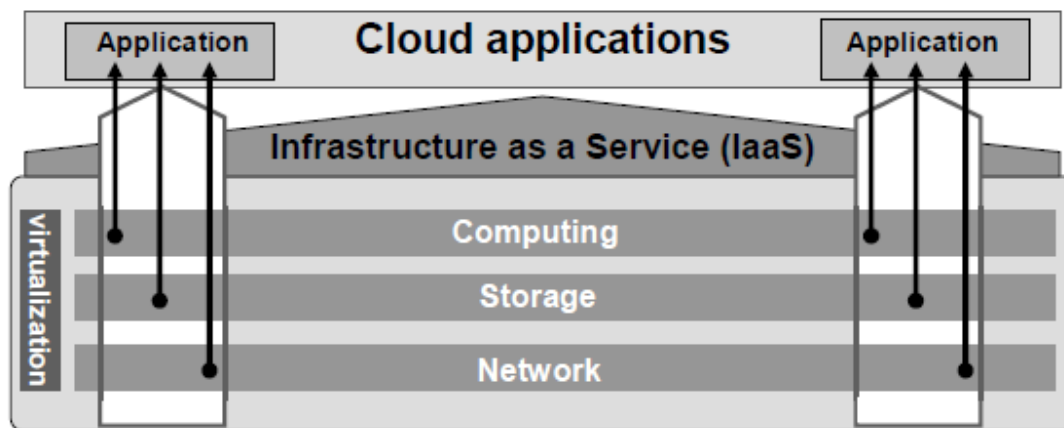 Application
Cloud applications
Application
Infrastructure as a Service (IaaS)
virtualization
Computing
Storage
Network